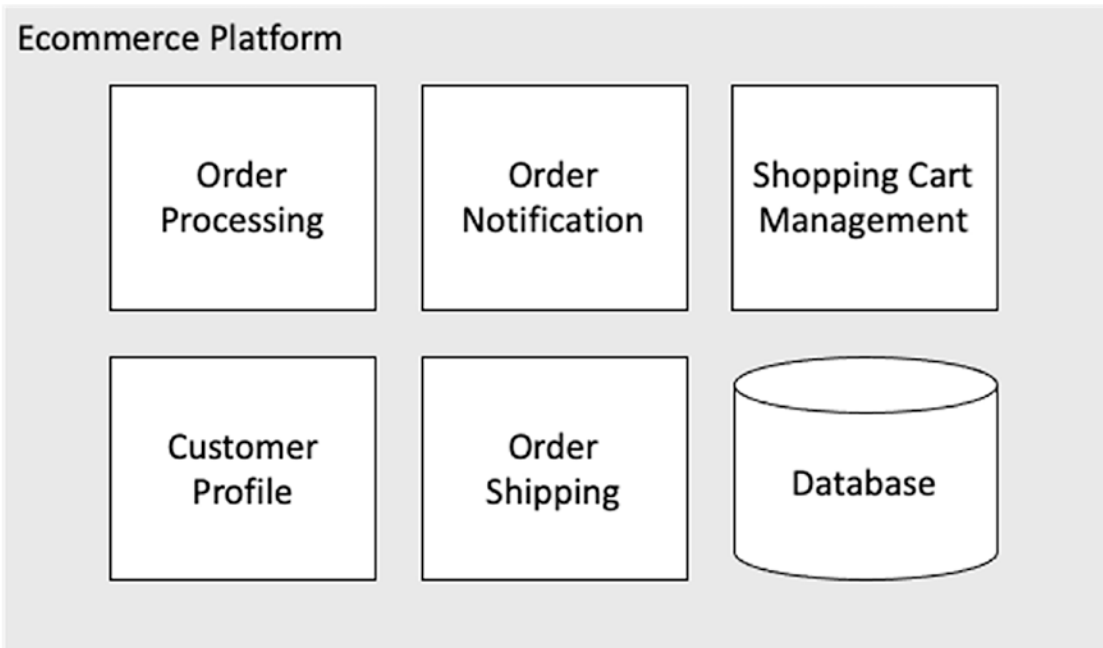 Ecommerce Platform
Order
Processing
Order
Notification
Shopping Cart
Management
Customer
Profile
Order
Shipping
Database